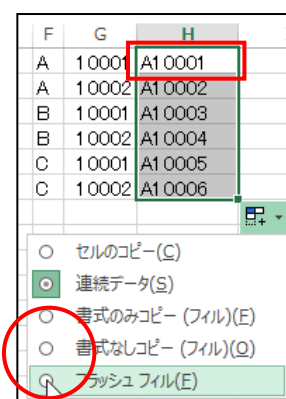 F G H
A 10001 A10001
A 10002 A10002
B 10001 A10003
B 10002 A10004
C 10001 A10005
C 10002 A10006
セルのコピー(C)
連続データ(S)
書式のみコピー (フィル)(F)
書式なしコピー (フィル)(O)
フラッシュ フィル(F)